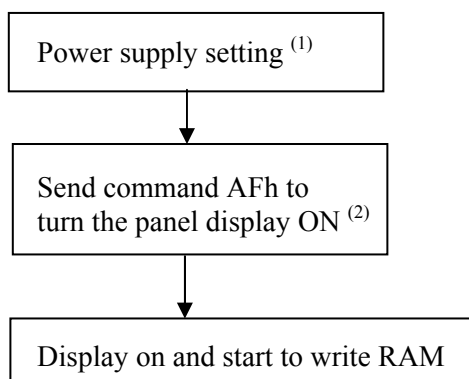 Power supply setting (1)
Send command AFh to
turn the panel display ON (2)
Display on and start to write RAM